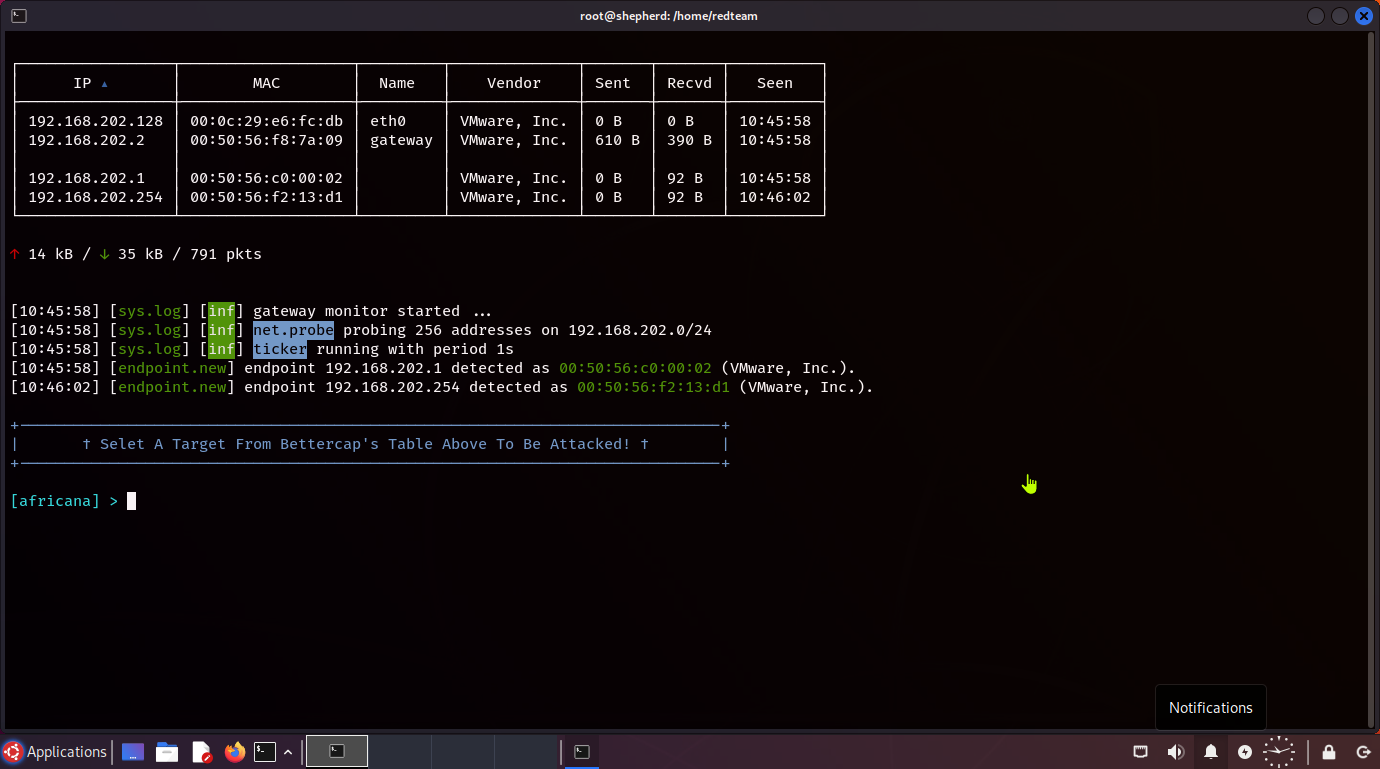 root@shepherd: /home/redteam
IP ▲ MAC Name Vendor Sent Recvd Seen
192.168.202.128 00:0c:29:e6:fc:db eth0 VMware, Inc. 0 B 0 B 10:45:58
192.168.202.2 00:50:56:f8:7a:09 gateway VMware, Inc. 610 B 390 B 10:45:58
192.168.202.1 00:50:56:c0:00:02 VMware, Inc. 0 B 92 B 10:45:58
192.168.202.254 00:50:56:f2:13:d1 VMware, Inc. 0 B 92 B 10:46:02
↑ 14 kB / ↓ 35 kB / 791 pkts
[10:45:58] [sys.log] [inf] gateway monitor started ...
[10:45:58] [sys.log] [inf] net.probe probing 256 addresses on 192.168.202.0/24
[10:45:58] [sys.log] [inf] ticker running with period 1s
[10:45:58] [endpoint.new] endpoint 192.168.202.1 detected as 00:50:56:c0:00:02 (VMware, Inc.).
[10:46:02] [endpoint.new] endpoint 192.168.202.254 detected as 00:50:56:f2:13:d1 (VMware, Inc.).
† Selet A Target From Bettercap's Table Above To Be Attacked! †
[africana] >
Notifications
Applications